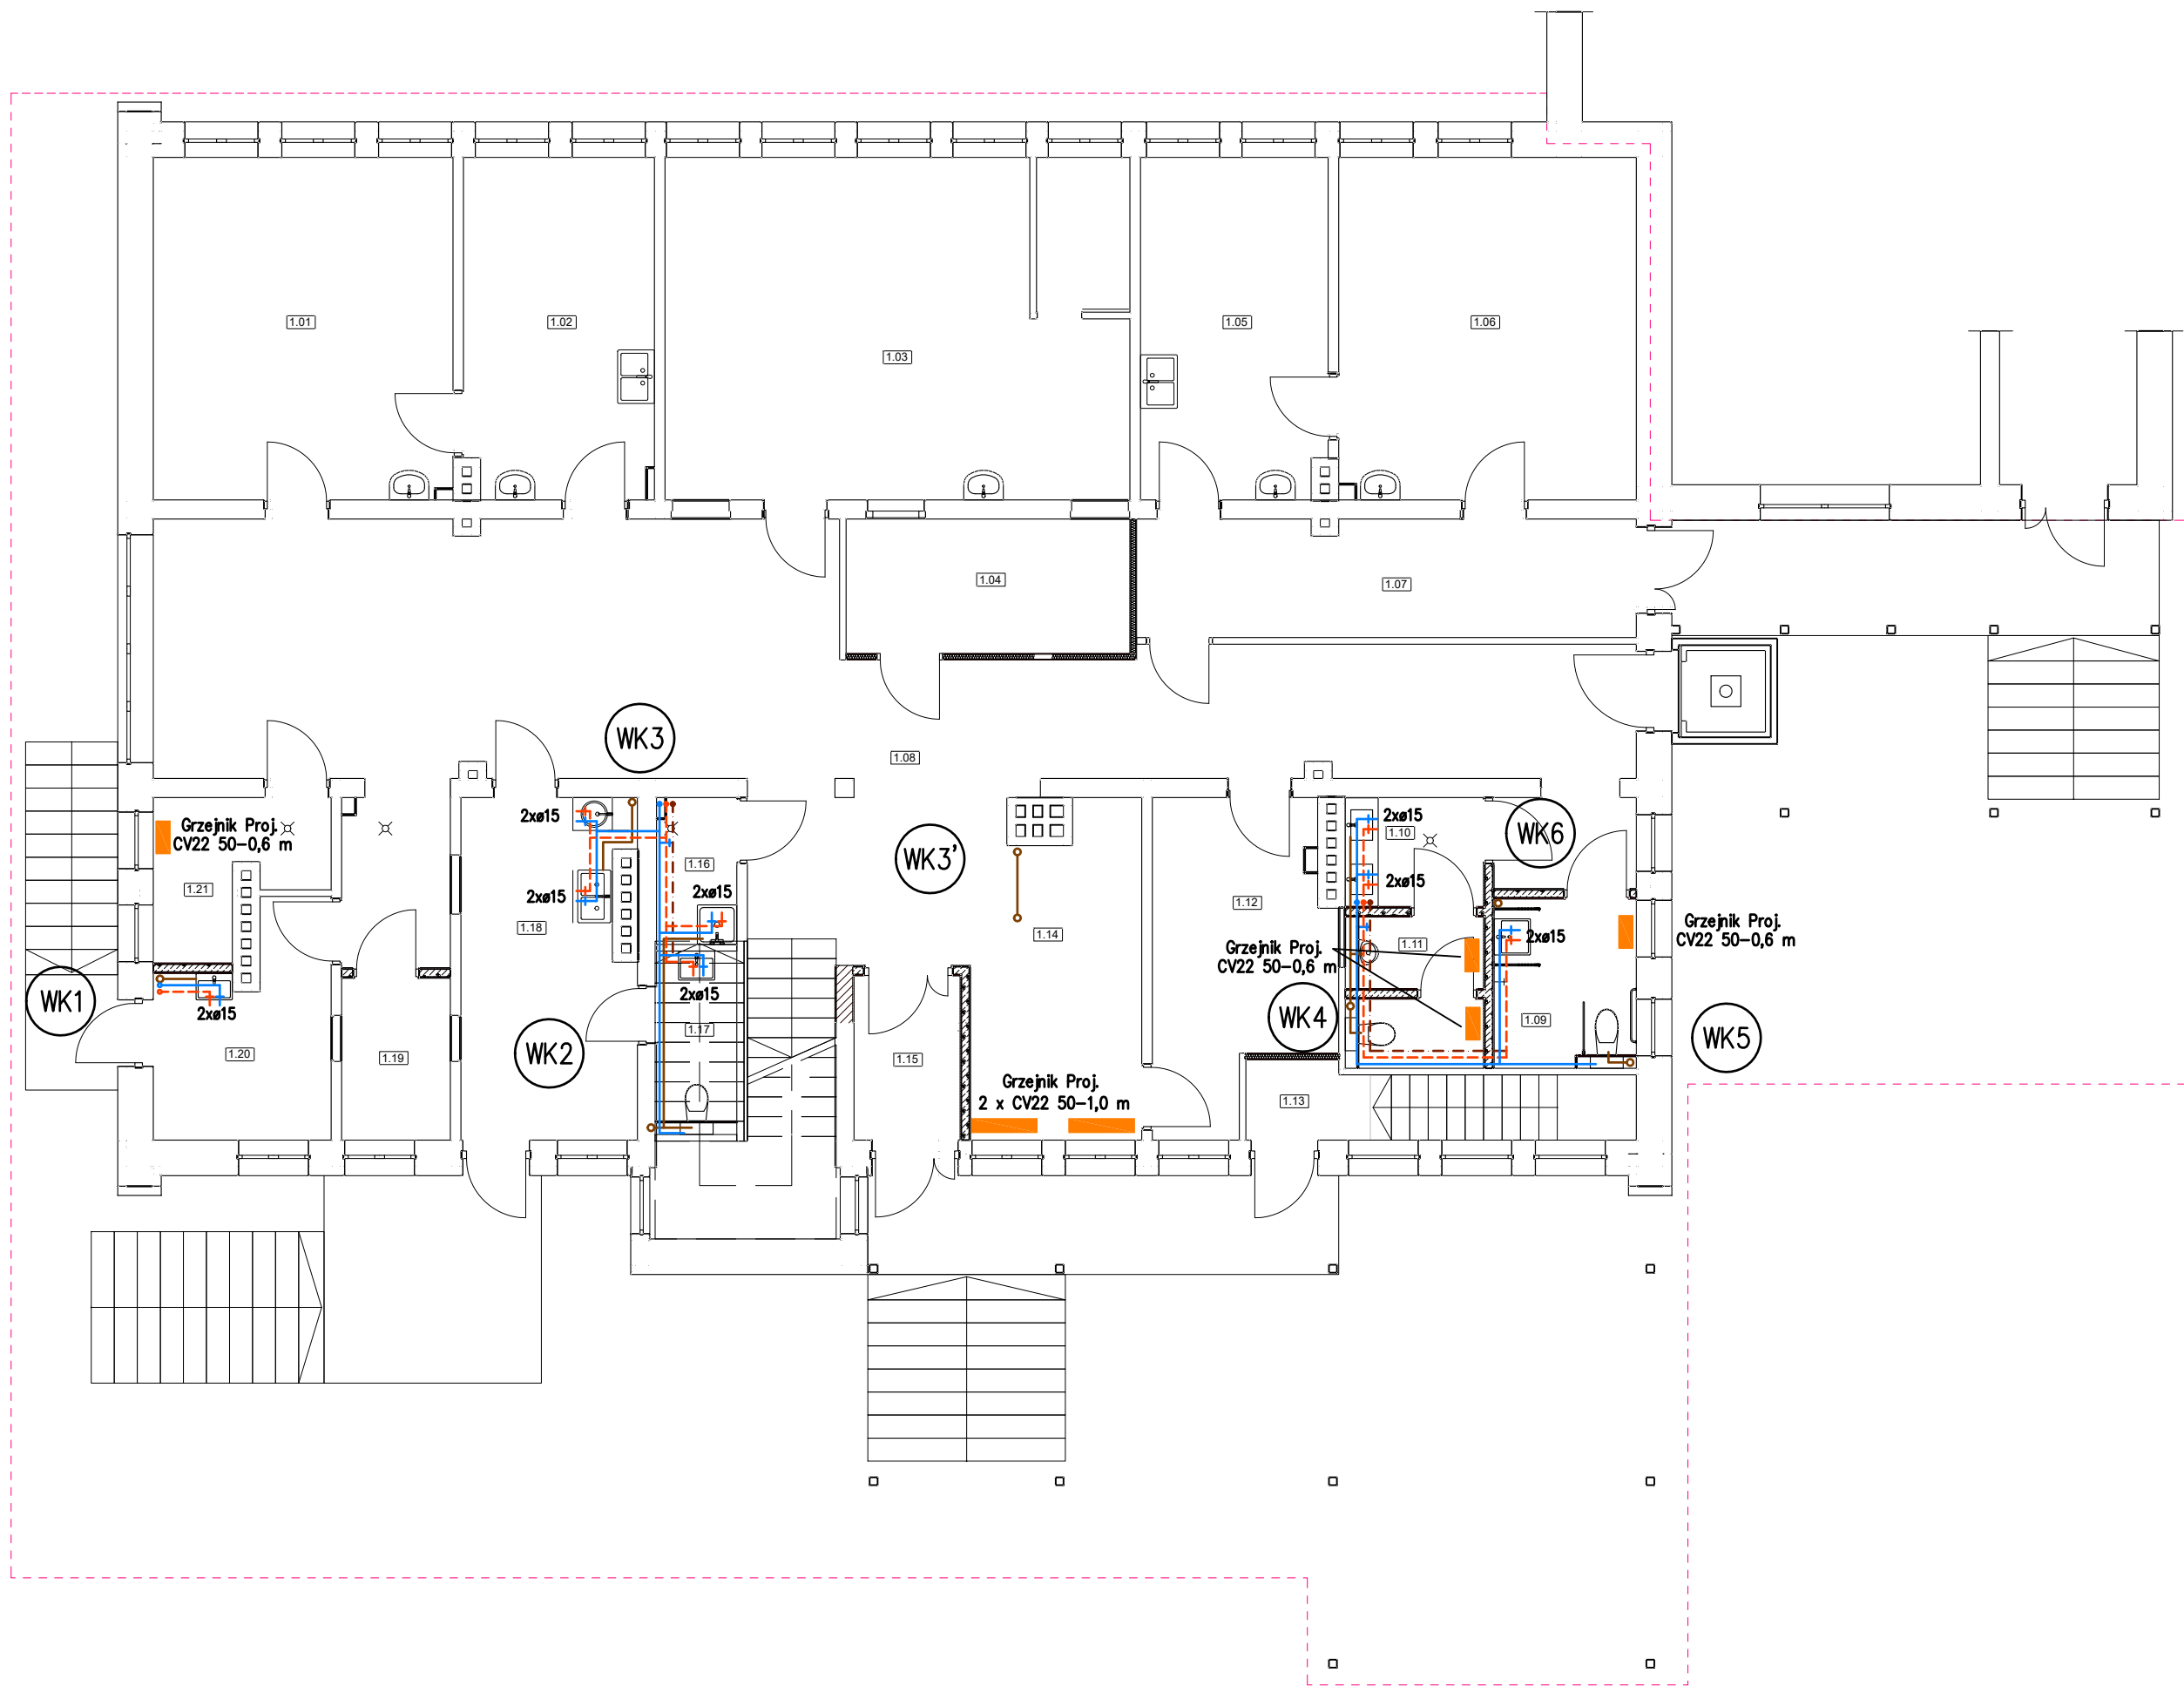 1.01
1.02
1.03
1.05
1.06
1.04
1.07
WK3
1.08
Grzejnik Proj.
CV22 50-0,6 m
2xø15
2xø15
1.21
1.18
1.16
2xø15
WK3'
1.14
1.12
2xø15
1.10
2xø15
WK6
1.11
Grzejnik Proj.
CV22 50-0,6 m
2xø15
Grzejnik Proj.
CV22 50-0,6 m
WK1
2xø15
1.20
1.19
WK2
2xø15
1.17
1.15
WK4
1.09
WK5
Grzejnik Proj.
2 x CV22 50-1,0 m
1.13